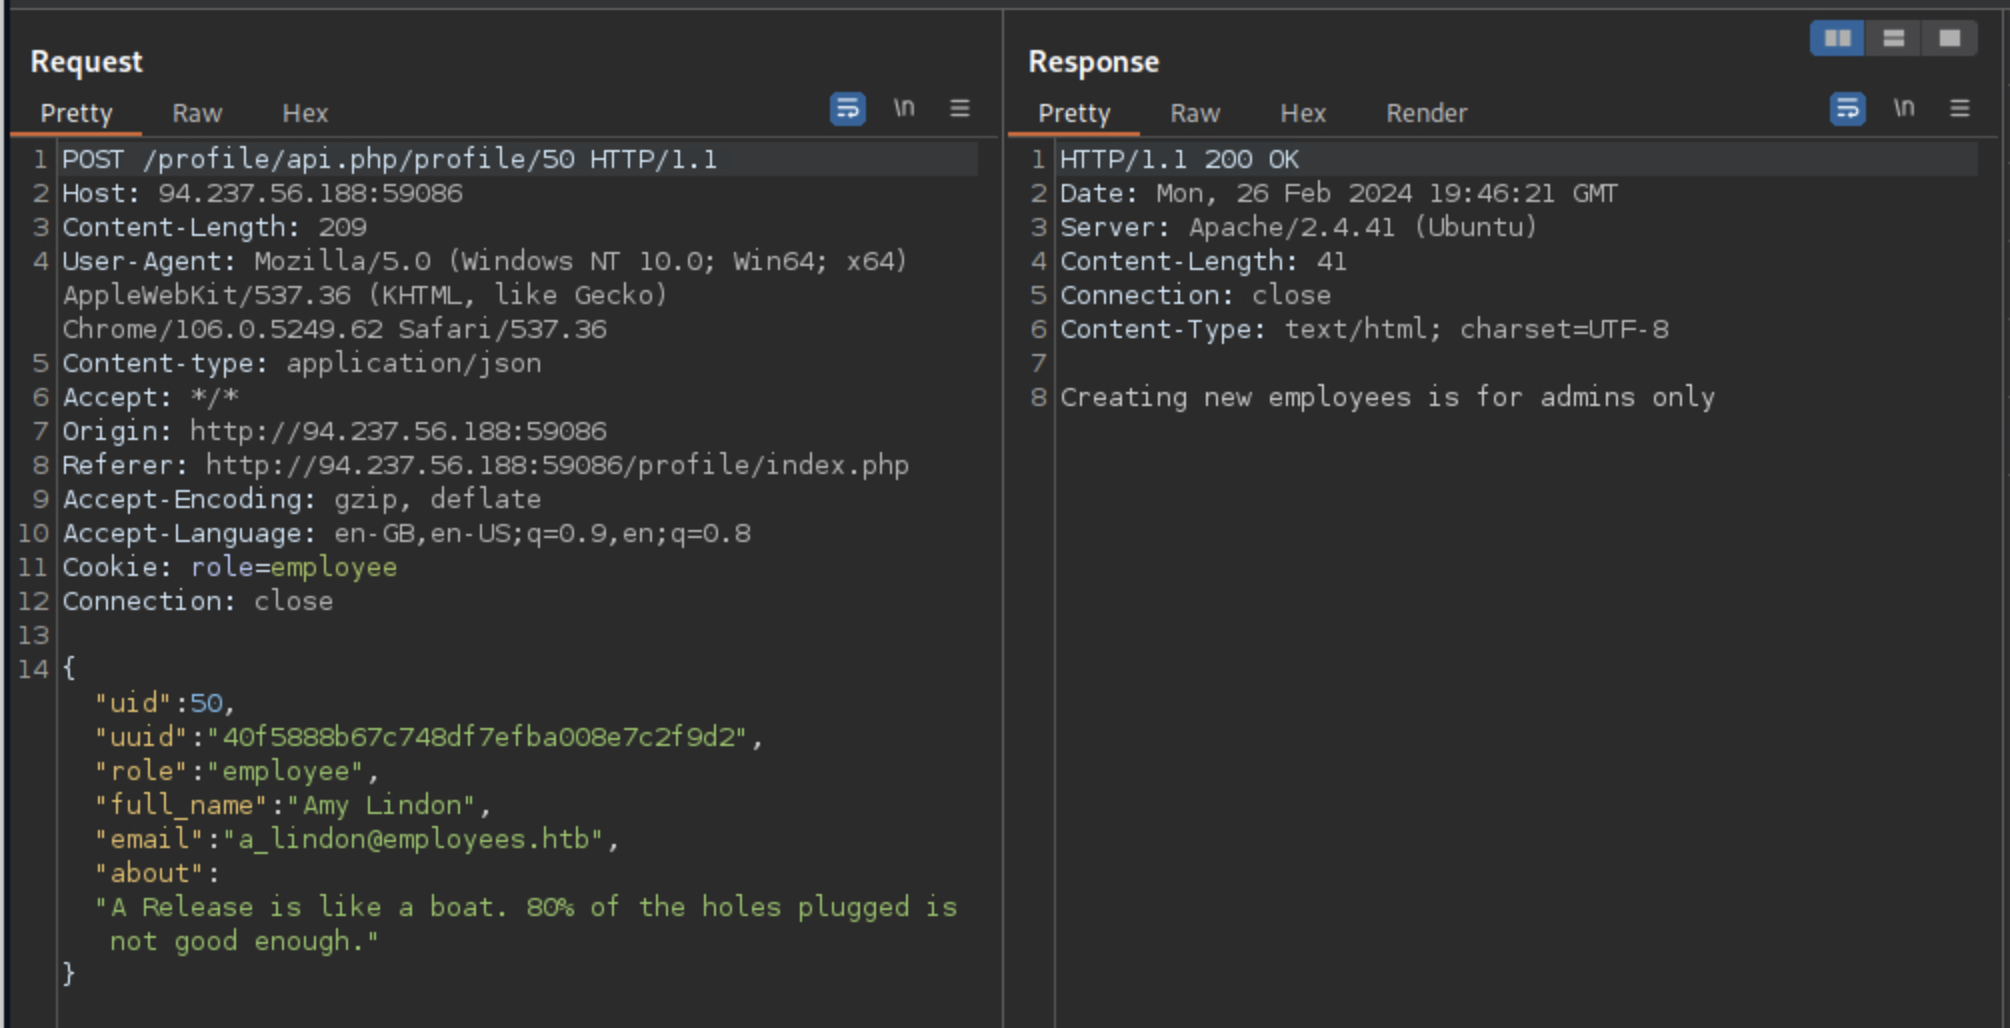 Request
Pretty Raw Hex \n
1 POST /profile/api.php/profile/50 HTTP/1.1
2 Host: 94.237.56.188:59086
3 Content-Length: 209
4 User-Agent: Mozilla/5.0 (Windows NT 10.0; Win64; x64)
AppleWebKit/537.36 (KHTML, like Gecko)
Chrome/106.0.5249.62 Safari/537.36
5 Content-type: application/json
6 Accept: */*
7 Origin: http://94.237.56.188:59086
8 Referer: http://94.237.56.188:59086/profile/index.php
9 Accept-Encoding: gzip, deflate
10 Accept-Language: en-GB,en-US;q=0.9,en;q=0.8
11 Cookie: role=employee
12 Connection: close
13
14 {
"uid":50,
"uuid":"40f5888b67c748df7efba008e7c2f9d2",
"role":"employee",
"full_name":"Amy Lindon",
"email":"a_lindon@employees.htb",
"about":
"A Release is like a boat. 80% of the holes plugged is
not good enough."
}
Response
Pretty Raw Hex Render \n
1 HTTP/1.1 200 OK
2 Date: Mon, 26 Feb 2024 19:46:21 GMT
3 Server: Apache/2.4.41 (Ubuntu)
4 Content-Length: 41
5 Connection: close
6 Content-Type: text/html; charset=UTF-8
7
8 Creating new employees is for admins only